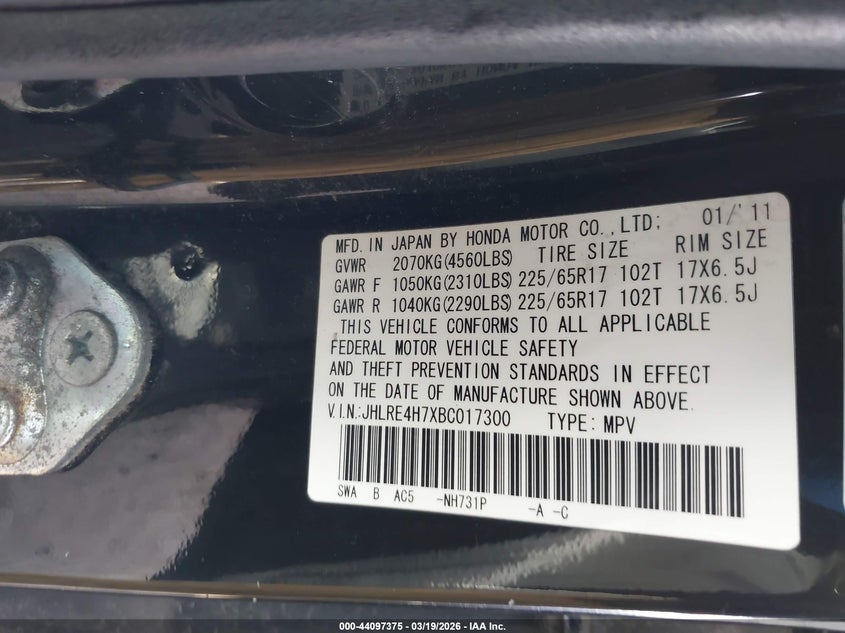 MFD. IN JAPAN BY HONDA MOTOR CO.,LTD; 01/'11
GVWR 2070KG(4560LBS) TIRE SIZE RIM SIZE
GAWR F 1050KG(2310LBS) 225/65R17 102T 17X6.5J
GAWR R 1040KG(2290LBS) 225/65R17 102T 17X6.5J
THIS VEHICLE CONFORMS TO ALL APPLICABLE
FEDERAL MOTOR VEHICLE SAFETY
AND THEFT PREVENTION STANDARDS IN EFFECT
ON THE DATE OF MANUFACTURE SHOWN ABOVE.
V.I.N.:JHLRE4H7XBC017300 TYPE: MPV
SWA B AC5 -NH731P -A -C
000-44097375 - 03/19/2026 - IAA Inc.